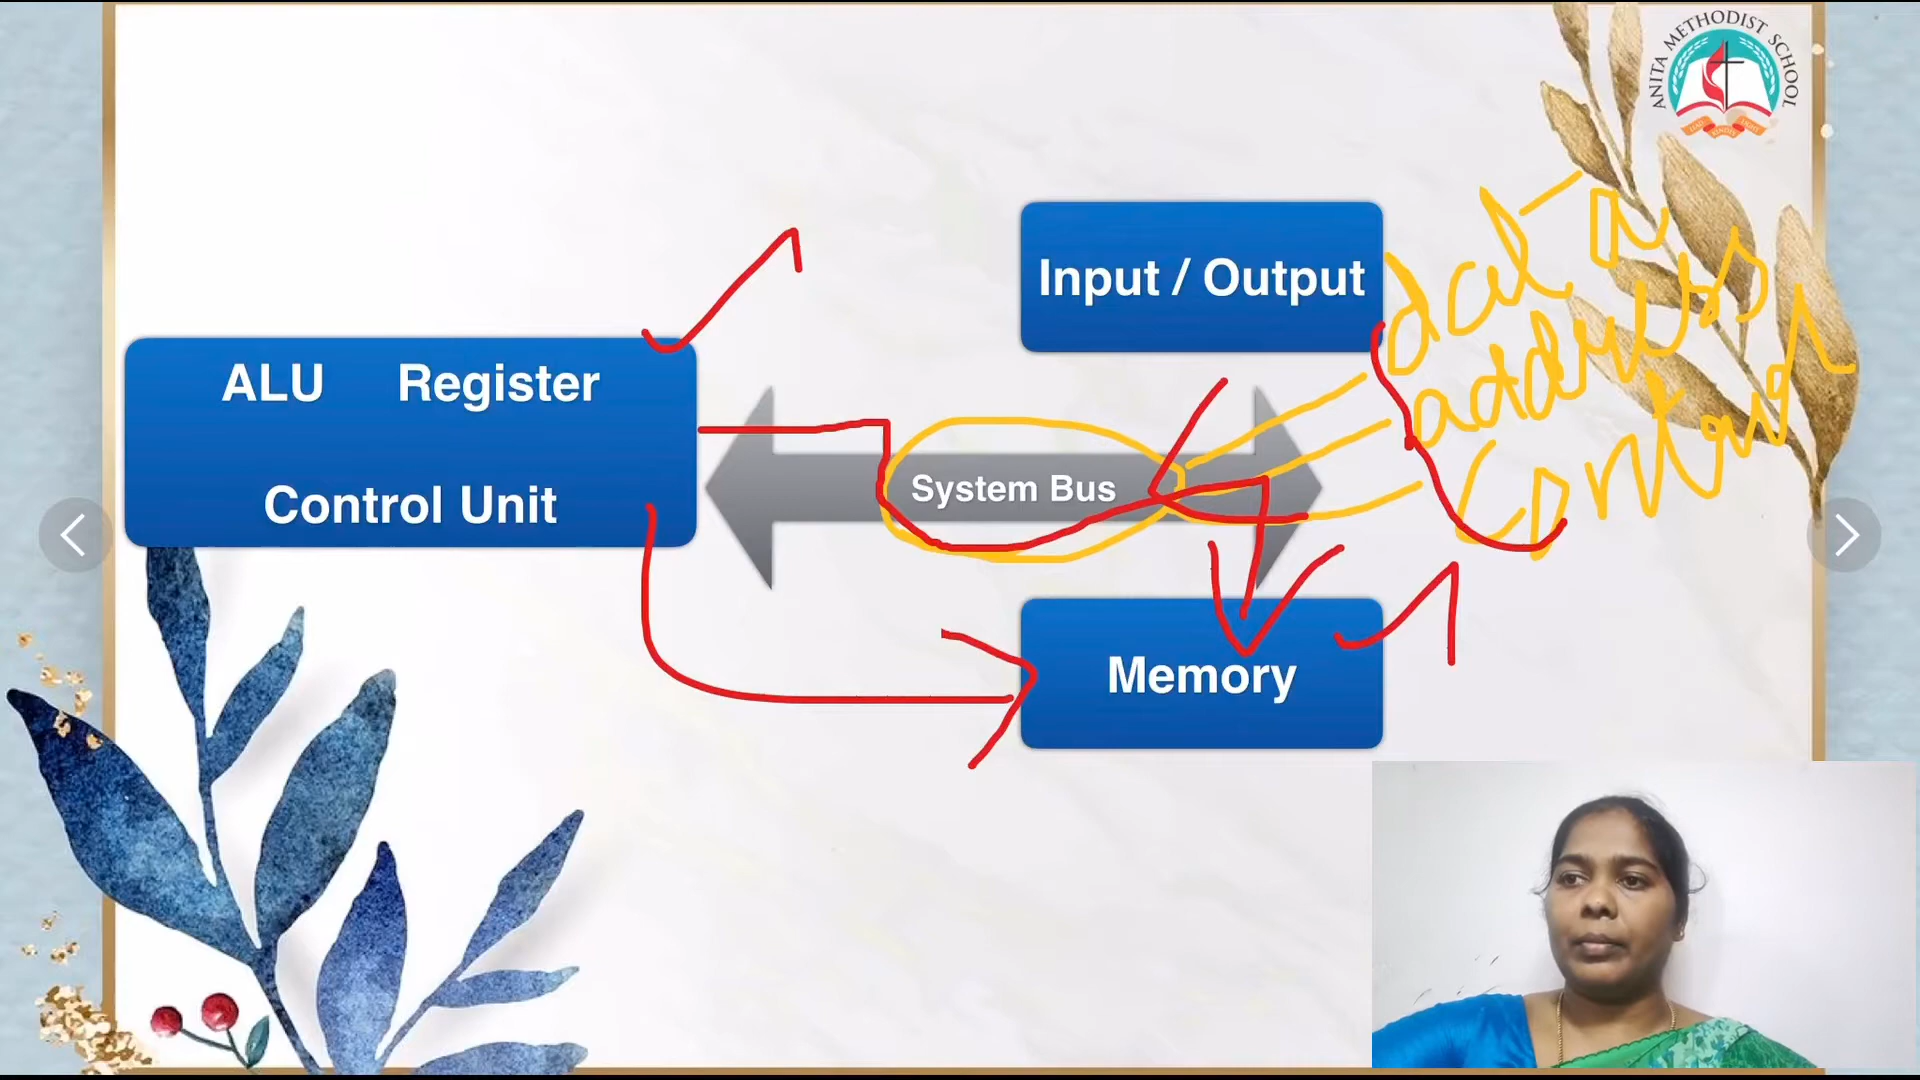 ANITA METHODIST SCHOOL
Input / Output
data
address
control
ALU Register
Control Unit
System Bus
Memory